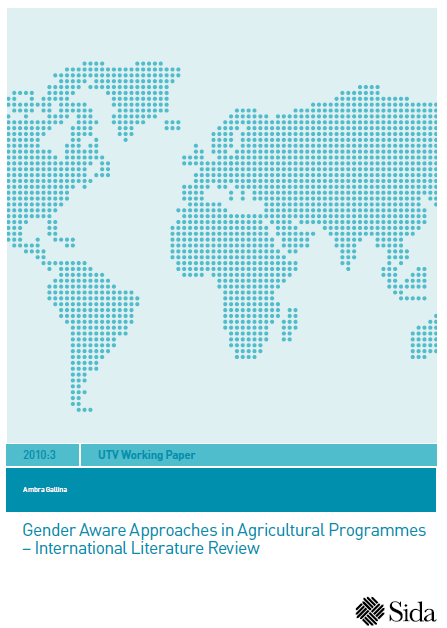 2010:3 UTV Working Paper
Ambra Gallina
Gender Aware Approaches in Agricultural Programmes
– International Literature Review
Sida